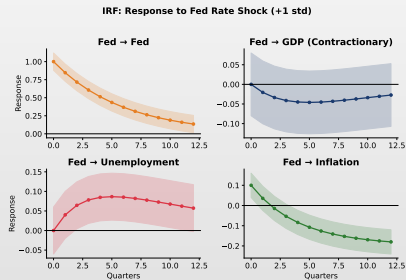 IRF: Response to Fed Rate Shock (+1 std)
Fed → Fed
Fed → GDP (Contractionary)
Response
1.00
0.75
0.50
0.25
0.00
0.0 2.5 5.0 7.5 10.0 12.5
0.05
0.00
−0.05
−0.10
0.0 2.5 5.0 7.5 10.0 12.5
Fed → Unemployment
Fed → Inflation
Response
0.15
0.10
0.05
0.00
−0.05
0.0 2.5 5.0 7.5 10.0 12.5
Quarters
0.1
0.0
−0.1
−0.2
0.0 2.5 5.0 7.5 10.0 12.5
Quarters